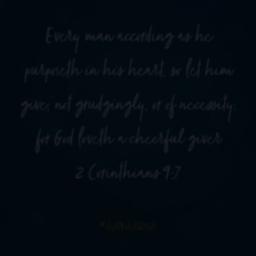 Every man according as he
purposeth in his heart, so let him
give; not grudgingly, or of necessity:
for God loveth a cheerful giver
2 Corinthians 9:7